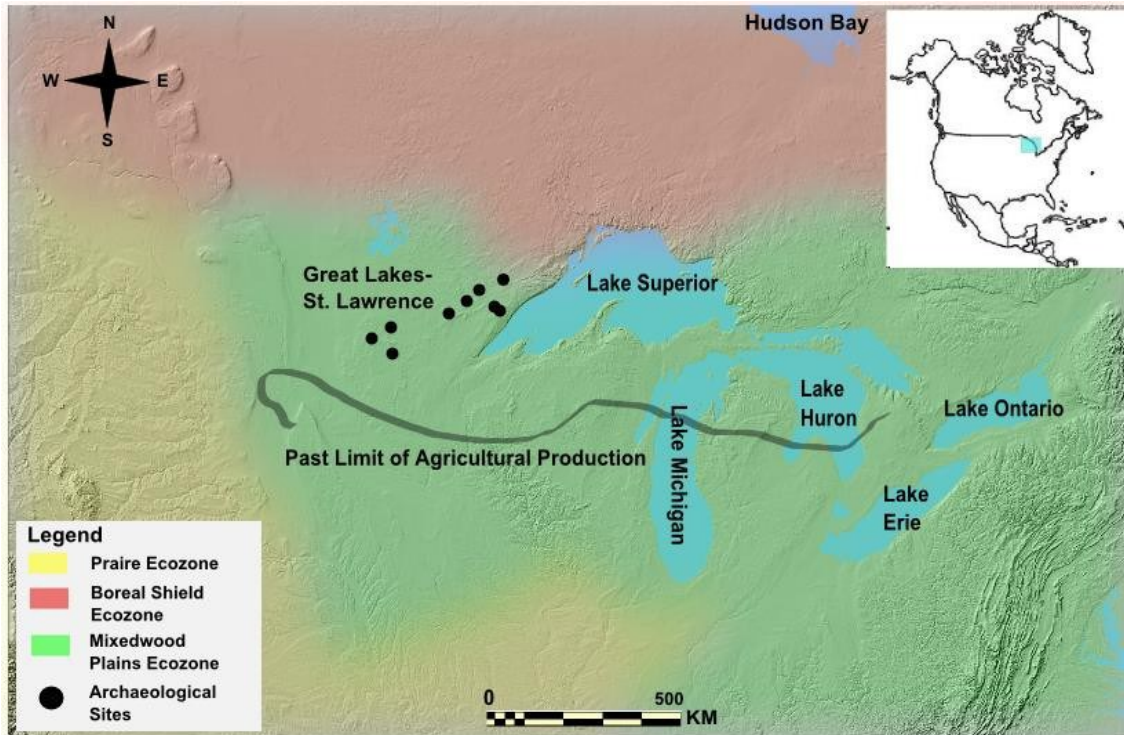 Hudson Bay
N
W
E
S
Great Lakes-
St. Lawrence
Lake Superior
Lake
Huron
Lake Ontario
Past Limit of Agricultural Production
Lake Michigan
Lake
Erie
Legend
Praire Ecozone
Boreal Shield
Ecozone
Mixedwood
Plains Ecozone
Archaeological
Sites
0
500
KM